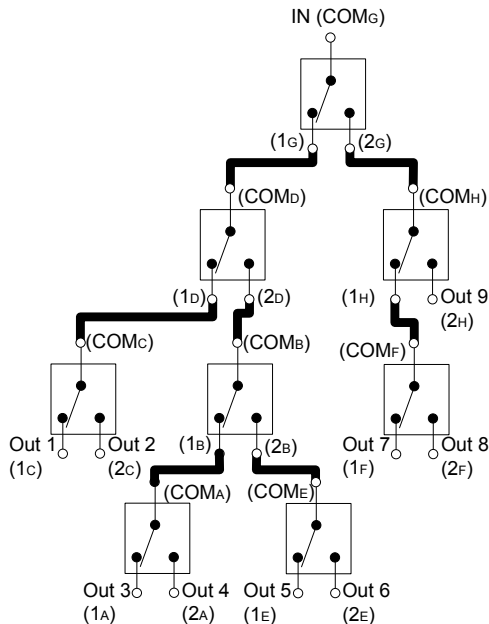 IN (COMG)
(1G) (2G)
(COMD) (COMH)
(1D) (2D) (1H) Out 9
(2H)
(COMC) (COMB) (COMF)
Out 1 Out 2 (1B) (2B) Out 7 Out 8
(1C) (2C) (1F) (2F)
(COMA) (COME)
Out 3 Out 4 Out 5 Out 6
(1A) (2A) (1E) (2E)